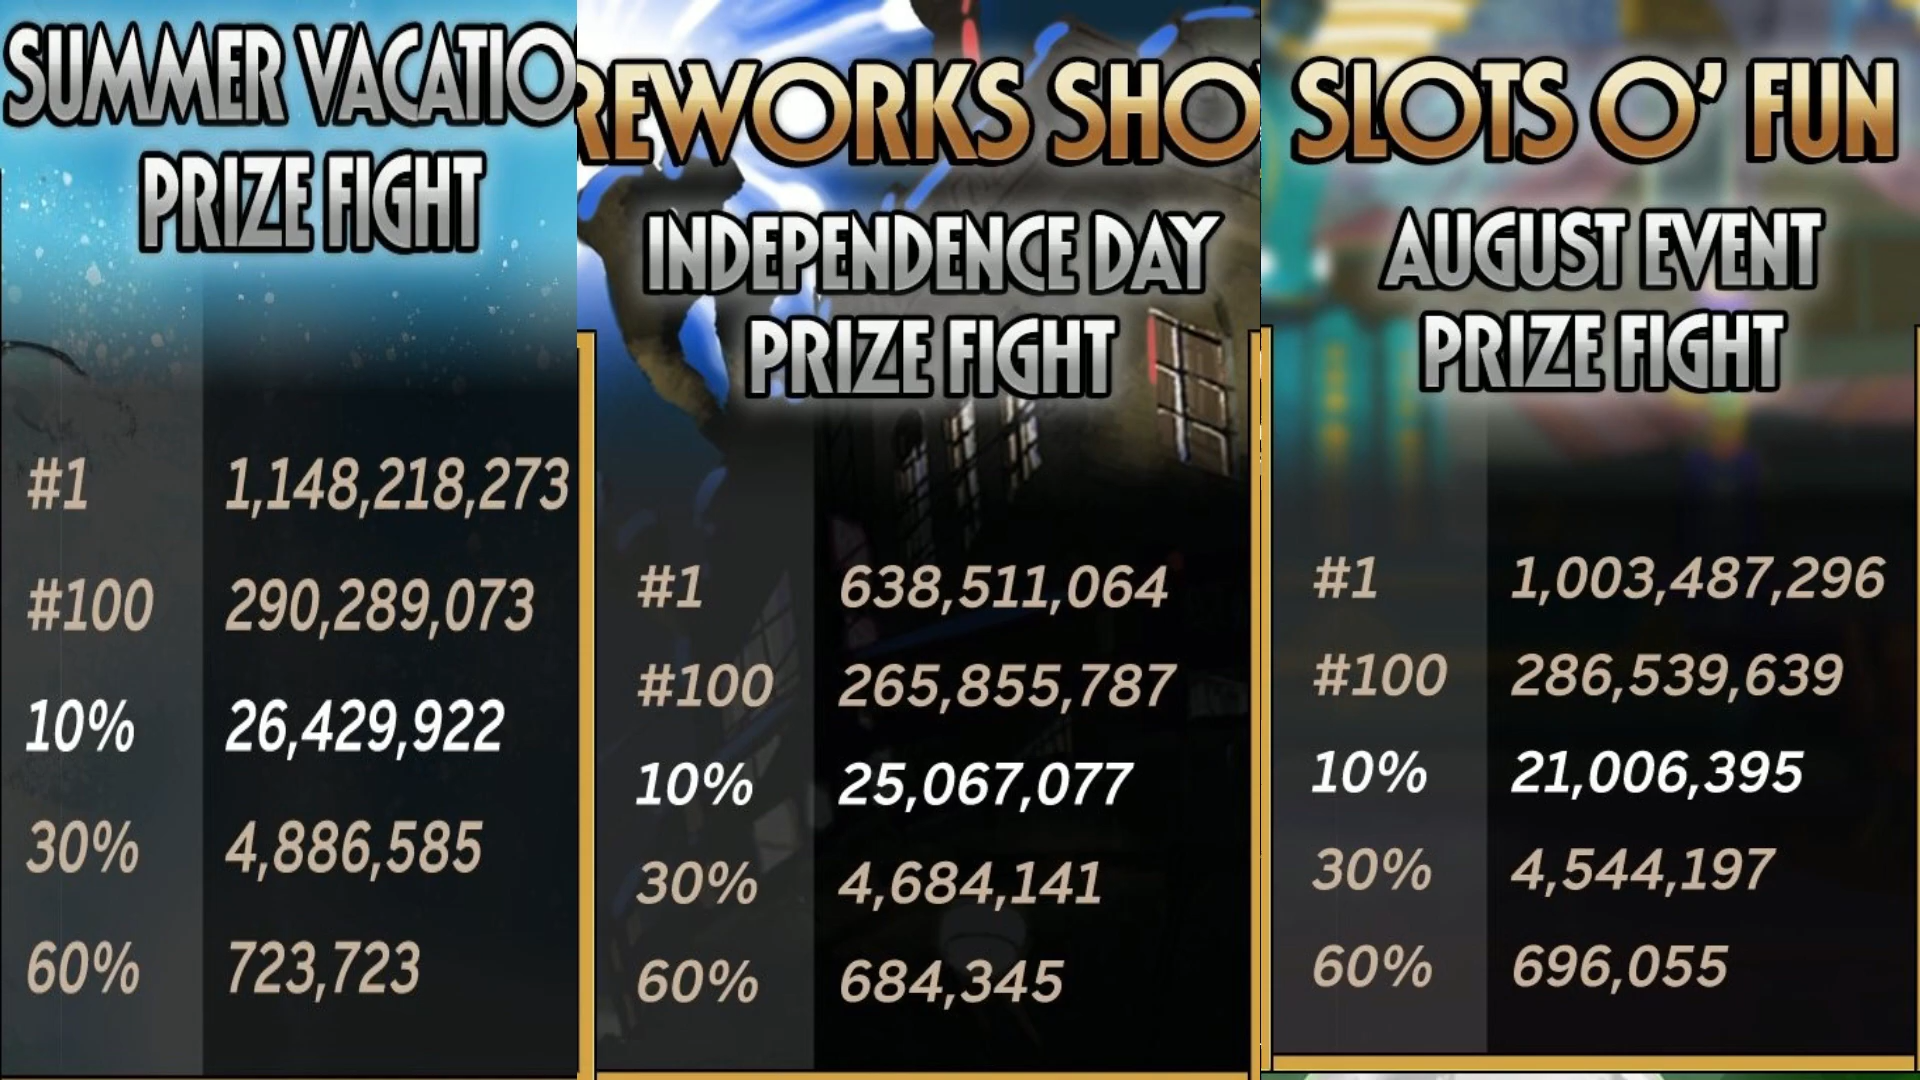 SUMMER VACATIO
PRIZE FIGHT
#1 1,148,218,273
#100 290,289,073
10% 26,429,922
30% 4,886,585
60% 723,723
REWORKS SHO
INDEPENDENCE DAY
PRIZE FIGHT
#1 638,511,064
#100 265,855,787
10% 25,067,077
30% 4,684,141
60% 684,345
SLOTS O' FUN
AUGUST EVENT
PRIZE FIGHT
#1 1,003,487,296
#100 286,539,639
10% 21,006,395
30% 4,544,197
60% 696,055